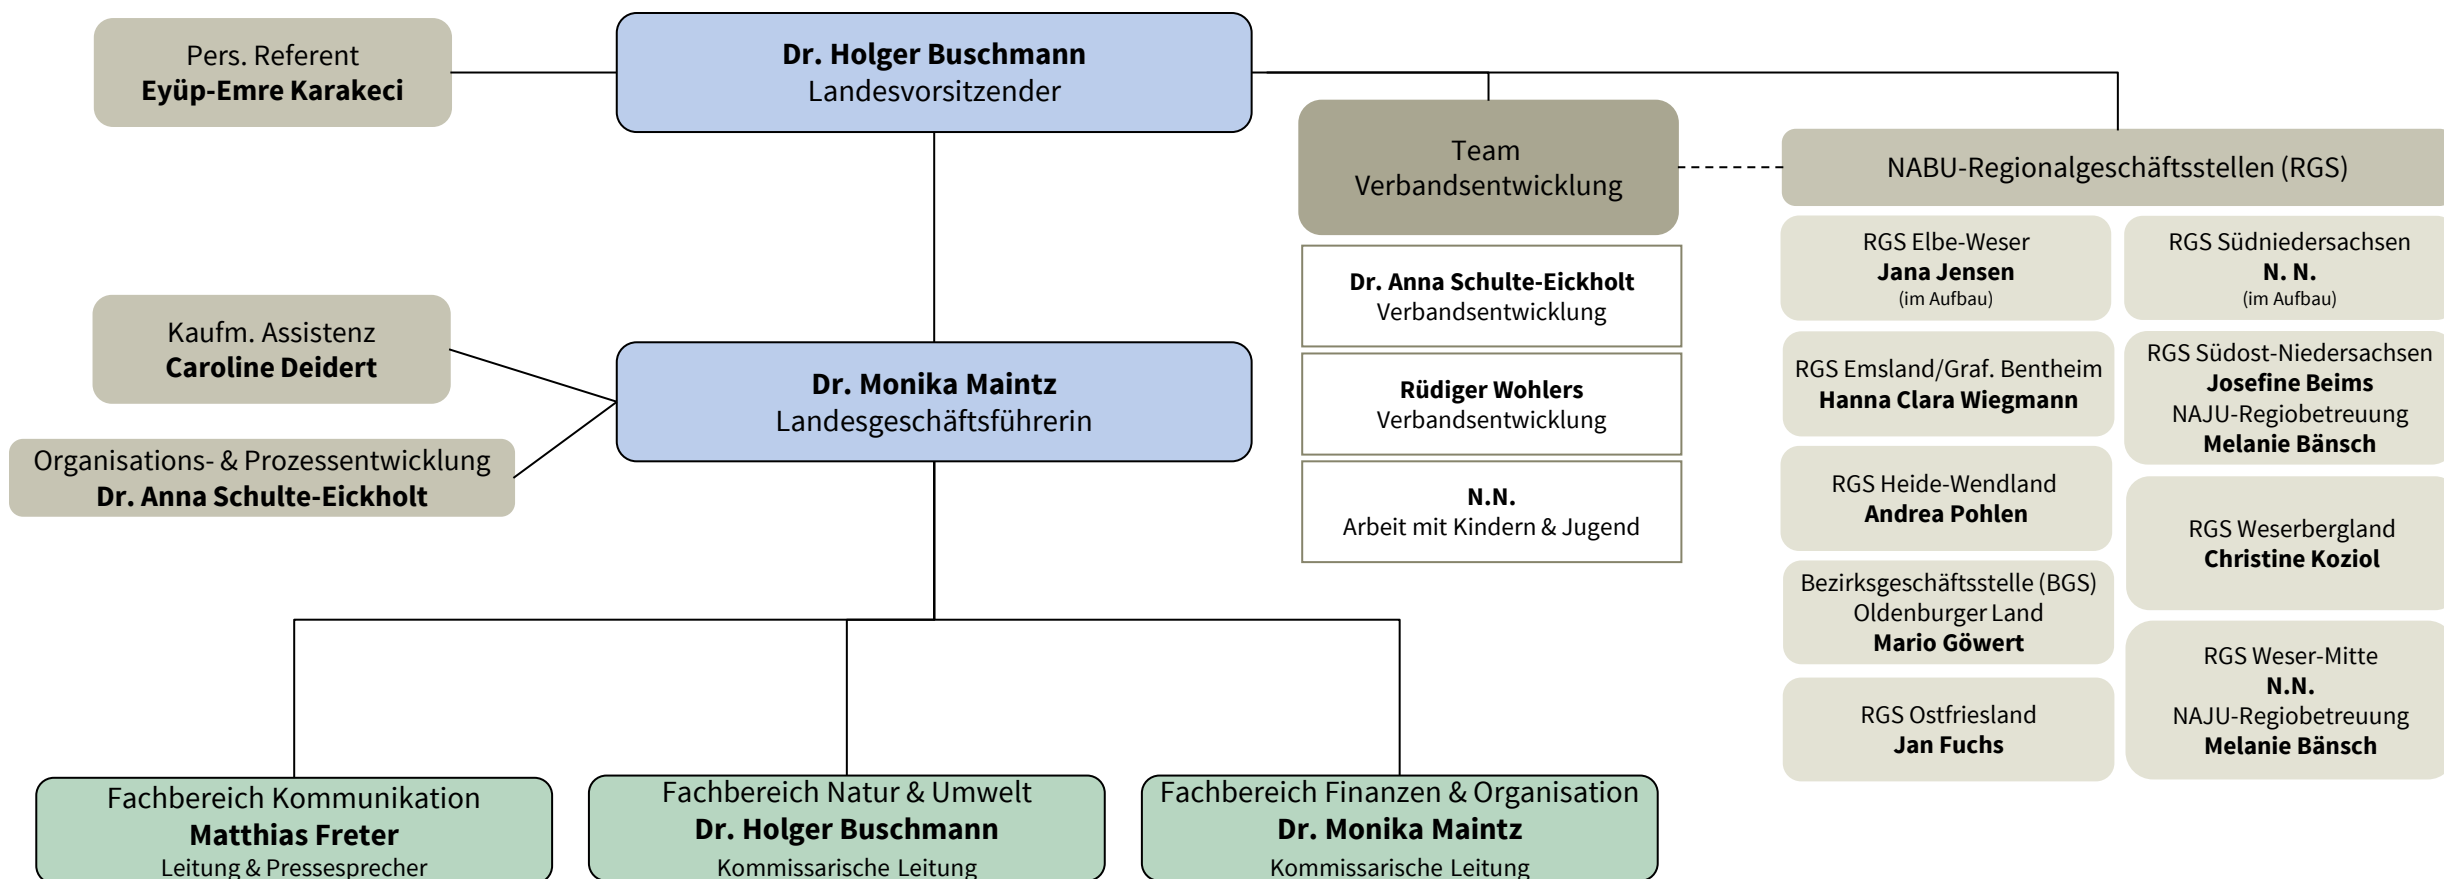 Pers. Referent
Eyüp-Emre Karakeci
Dr. Holger Buschmann
Landesvorsitzender
Team
Verbandsentwicklung
NABU-Regionalgeschäftsstellen (RGS)
Dr. Anna Schulte-Eickholt
Verbandsentwicklung
Rüdiger Wohlers
Verbandsentwicklung
N.N.
Arbeit mit Kindern & Jugend
RGS Elbe-Weser
Jana Jensen
(im Aufbau)
RGS Emsland/Graf. Bentheim
Hanna Clara Wiegmann
RGS Heide-Wendland
Andrea Pohlen
Bezirksgeschäftsstelle (BGS)
Oldenburger Land
Mario Göwert
RGS Ostfriesland
Jan Fuchs
RGS Südniedersachsen
N. N.
(im Aufbau)
RGS Südost-Niedersachsen
Josefine Beims
NAJU-Regiobetreuung
Melanie Bänsch
RGS Weserbergland
Christine Koziol
RGS Weser-Mitte
N.N.
NAJU-Regiobetreuung
Melanie Bänsch
Kaufm. Assistenz
Caroline Deidert
Organisations- & Prozessentwicklung
Dr. Anna Schulte-Eickholt
Dr. Monika Maintz
Landesgeschäftsführerin
Fachbereich Kommunikation
Matthias Freter
Leitung & Pressesprecher
Fachbereich Natur & Umwelt
Dr. Holger Buschmann
Kommissarische Leitung
Fachbereich Finanzen & Organisation
Dr. Monika Maintz
Kommissarische Leitung